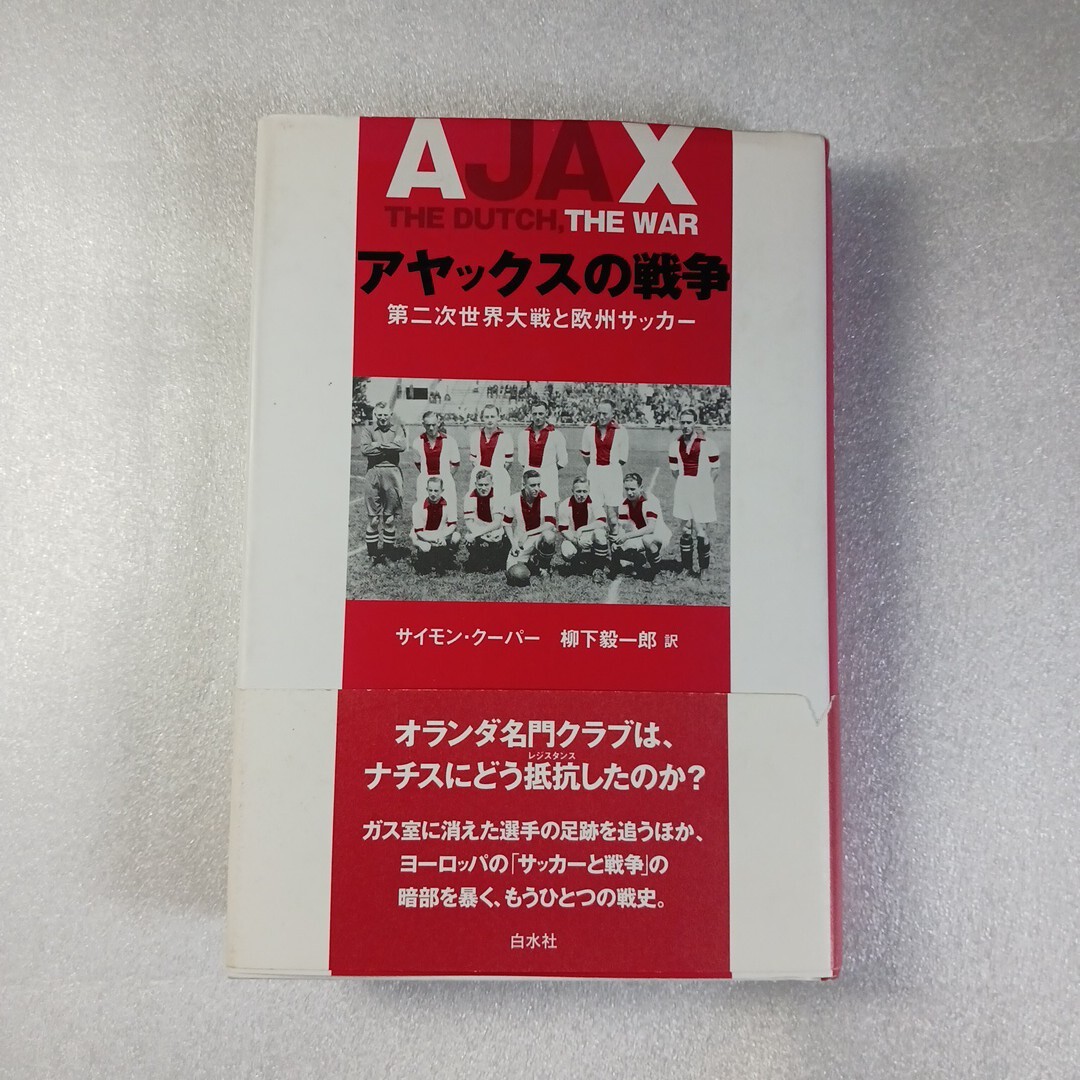 AJAX
THE DUTCH, THE WAR
アヤックスの戦争
第二次世界大戦と欧州サッカー
サイモン・クーパー 柳下毅一郎 訳
オランダ名門クラブは、
レジスタンス
ナチスにどう抵抗したのか?
ガス室に消えた選手の足跡を追うほか、
ヨーロッパの「サッカーと戦争」の
暗部を暴く、もうひとつの戦史。
白水社